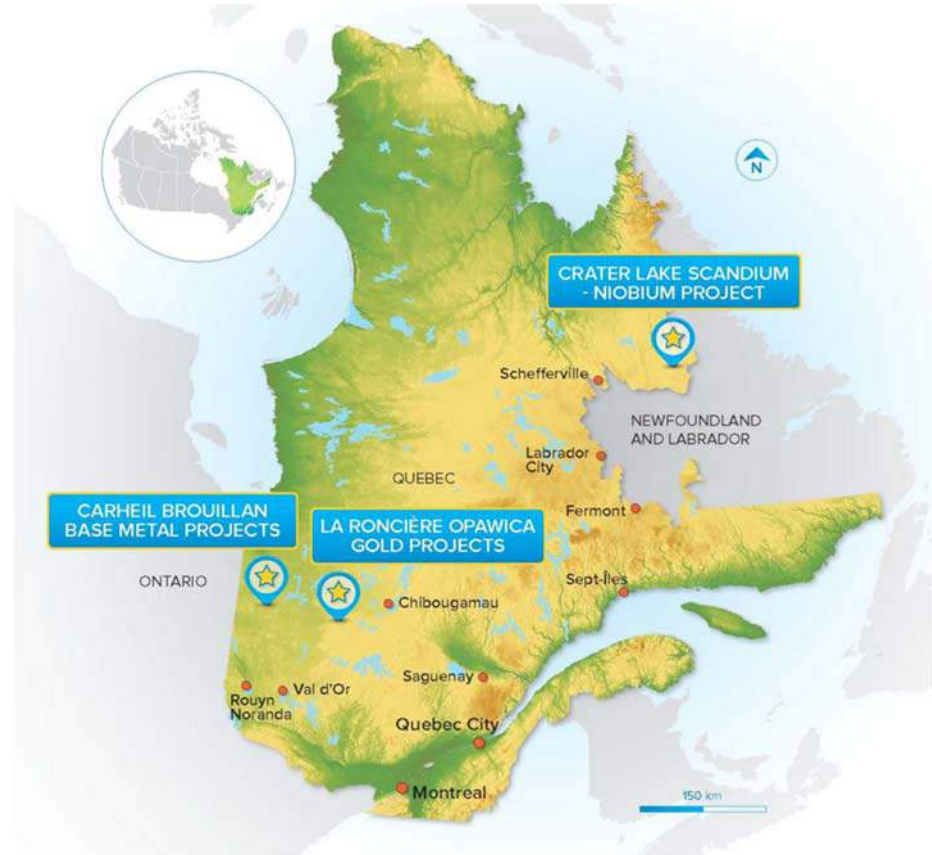 N
CRATER LAKE SCANDIUM
- NIOBIUM PROJECT
Schefferville
NEWFOUNDLAND
AND LABRADOR
Labrador
City
QUEBEC
Fermont
CARHEIL BROUILLAN
BASE METAL PROJECTS
LA RONCIÈRE OPAWICA
GOLD PROJECTS
ONTARIO
Sept-Îles
Chibougamau
Saguenay
Rouyn
Noranda
Val d'Or
Quebec City
Montreal
150 km